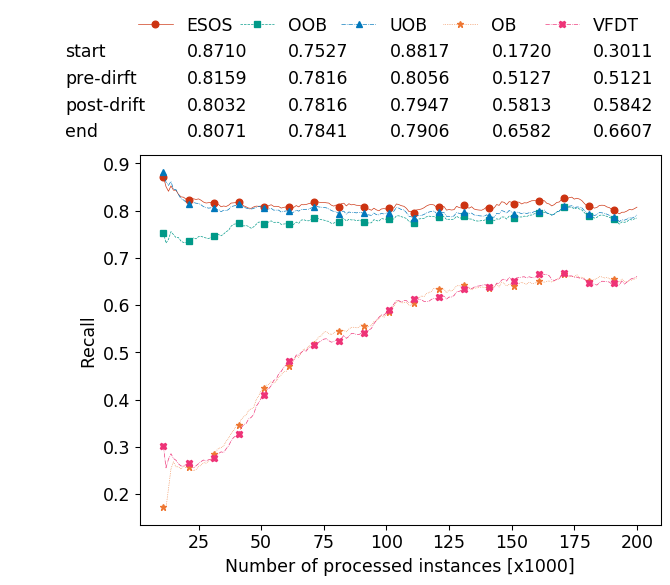 ESOS OOB UOB OB VFDT
start 0.8710 0.7527 0.8817 0.1720 0.3011
pre-dirft 0.8159 0.7816 0.8056 0.5127 0.5121
post-drift 0.8032 0.7816 0.7947 0.5813 0.5842
end 0.8071 0.7841 0.7906 0.6582 0.6607
0.9
0.8
0.7
0.6
0.5
0.4
0.3
0.2
Recall
25 50 75 100 125 150 175 200
Number of processed instances [x1000]